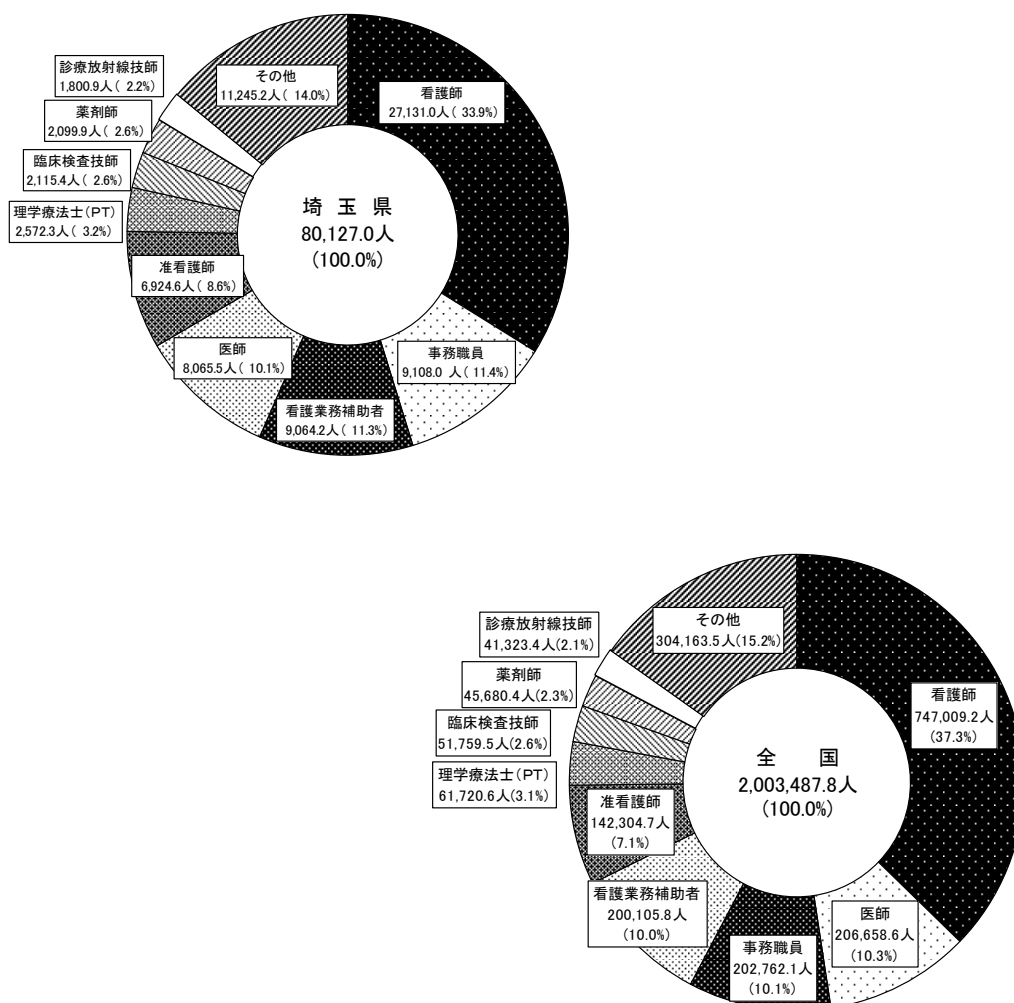 診療放射線技師
1,800.9人( 2.2%)
薬剤師
2,099.9人( 2.6%)
臨床検査技師
2,115.4人( 2.6%)
理学療法士(PT)
2,572.3人( 3.2%)
准看護師
6,924.6人( 8.6%)
医師
8,065.5人( 10.1%)
看護業務補助者
9,064.2人( 11.3%)
事務職員
9,108.0 人( 11.4%)
看護師
27,131.0人( 33.9%)
その他
11,245.2人( 14.0%)
埼 玉 県
80,127.0人
(100.0%)
診療放射線技師
41,323.4人(2.1%)
薬剤師
45,680.4人(2.3%)
臨床検査技師
51,759.5人(2.6%)
理学療法士(PT)
61,720.6人(3.1%)
准看護師
142,304.7人
(7.1%)
看護業務補助者
200,105.8人
(10.0%)
事務職員
202,762.1人
(10.1%)
医師
206,658.6人
(10.3%)
看護師
747,009.2人
(37.3%)
その他
304,163.5人(15.2%)
全 国
2,003,487.8人
(100.0%)